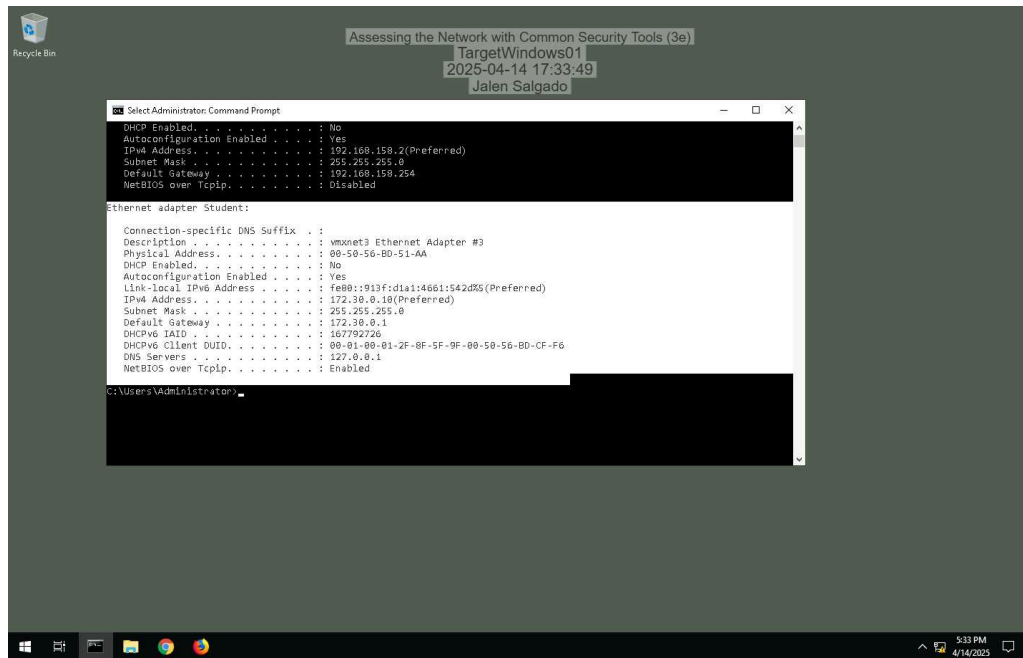 Recycle Bin
Assessing the Network with Common Security Tools (3e)
TargetWindows01
2025-04-14 17:33:49
Jalen Salgado
Select Administrator: Command Prompt
DHCP Enabled. . . . . . . . . . . : No
Autoconfiguration Enabled . . . . : Yes
IPv4 Address. . . . . . . . . . . : 192.168.158.2(Preferred)
Subnet Mask . . . . . . . . . . . : 255.255.255.0
Default Gateway . . . . . . . . . : 192.168.158.254
NetBIOS over Tcpip. . . . . . . . : Disabled
Ethernet adapter Student:
Connection-specific DNS Suffix . :
Description . . . . . . . . . . . : vmxnet3 Ethernet Adapter #3
Physical Address. . . . . . . . . : 00-50-56-BD-51-AA
DHCP Enabled. . . . . . . . . . . : No
Autoconfiguration Enabled . . . . : Yes
Link-local IPv6 Address . . . . . : fe80::913f:d1a1:4661:542d%5(Preferred)
IPv4 Address. . . . . . . . . . . : 172.30.0.10(Preferred)
Subnet Mask . . . . . . . . . . . : 255.255.255.0
Default Gateway . . . . . . . . . : 172.30.0.1
DHCPv6 IAID . . . . . . . . . . . : 167792726
DHCPv6 Client DUID. . . . . . . . : 00-01-00-01-2F-8F-5F-9F-00-50-56-BD-CF-F6
DNS Servers . . . . . . . . . . . : 127.0.0.1
NetBIOS over Tcpip. . . . . . . . : Enabled
C:\Users\Administrator>
5:33 PM
4/14/2025